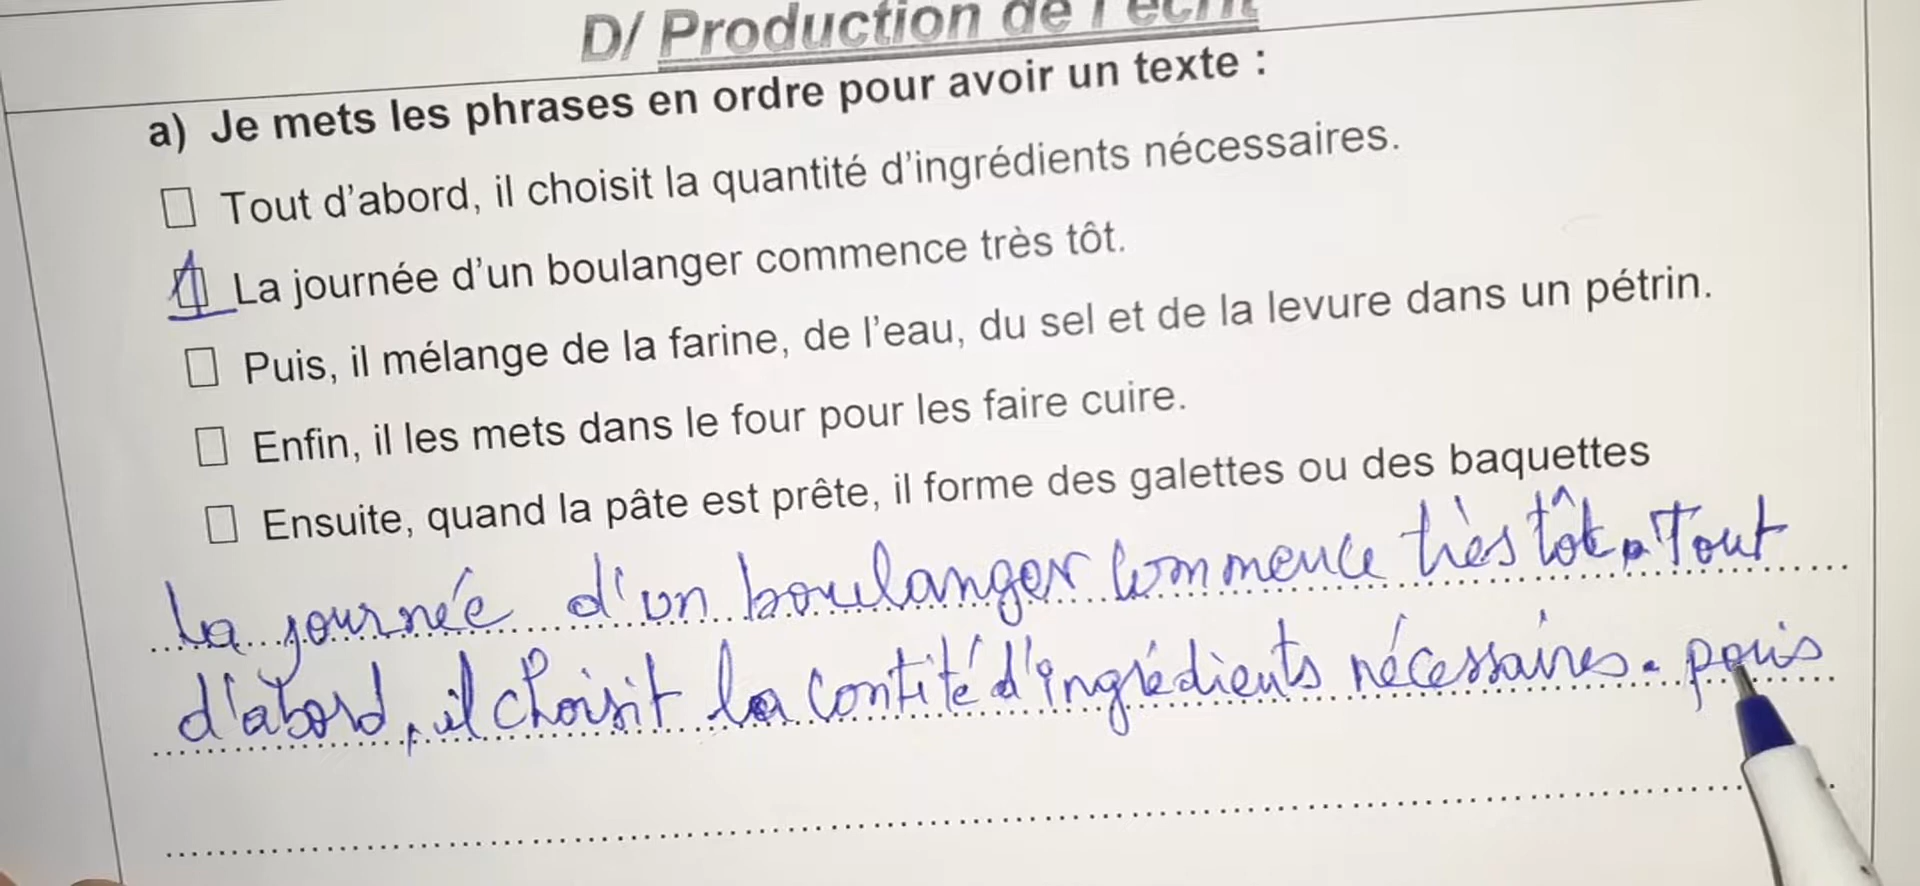 D/ Production de l'écrit
a) Je mets les phrases en ordre pour avoir un texte :
Tout d'abord, il choisit la quantité d'ingrédients nécessaires.
1 La journée d'un boulanger commence très tôt.
Puis, il mélange de la farine, de l'eau, du sel et de la levure dans un pétrin.
Enfin, il les mets dans le four pour les faire cuire.
Ensuite, quand la pâte est prête, il forme des galettes ou des baquettes
La journée d'un boulanger commence très tôt. Tout
d'abord, il choisit la contité d'ingrédients nécessaires. puis